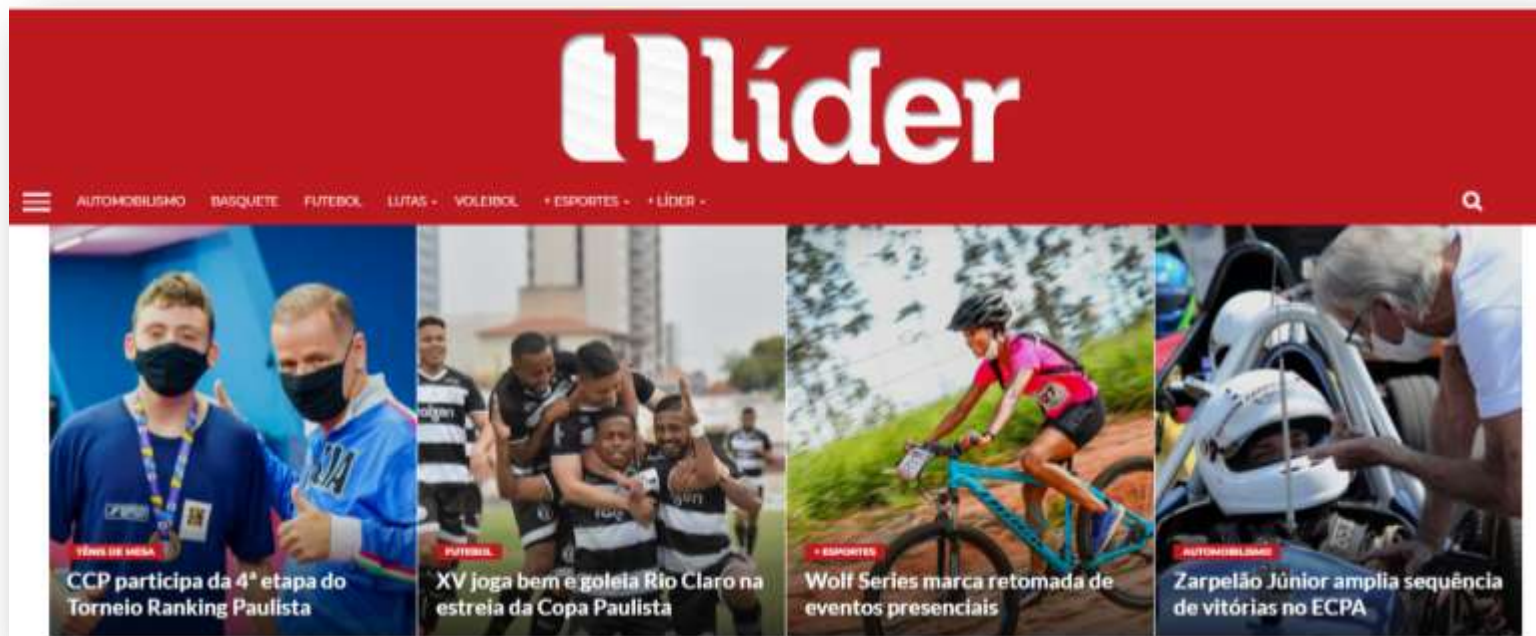 líder
AUTOMOBILISMO BASQUETE FUTEBOL LUTAS VOLEIBOL + ESPORTES + LÍDER
TÊNIS DE MESA
CCP participa da 4ª etapa do
Torneio Ranking Paulista
FUTEBOL
XV joga bem e goleia Rio Claro na
estreia da Copa Paulista
+ ESPORTES
Wolf Series marca retomada de
eventos presenciais
AUTOMOBILISMO
Zarpelão Júnior amplia sequência
de vitórias no ECPA